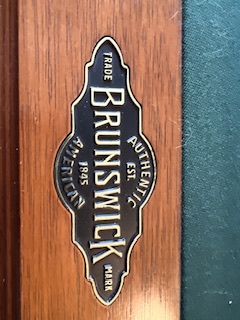 AUTHENTIC
EST.
TRADE BRUNSWICK MARK
1845
AMERICAN